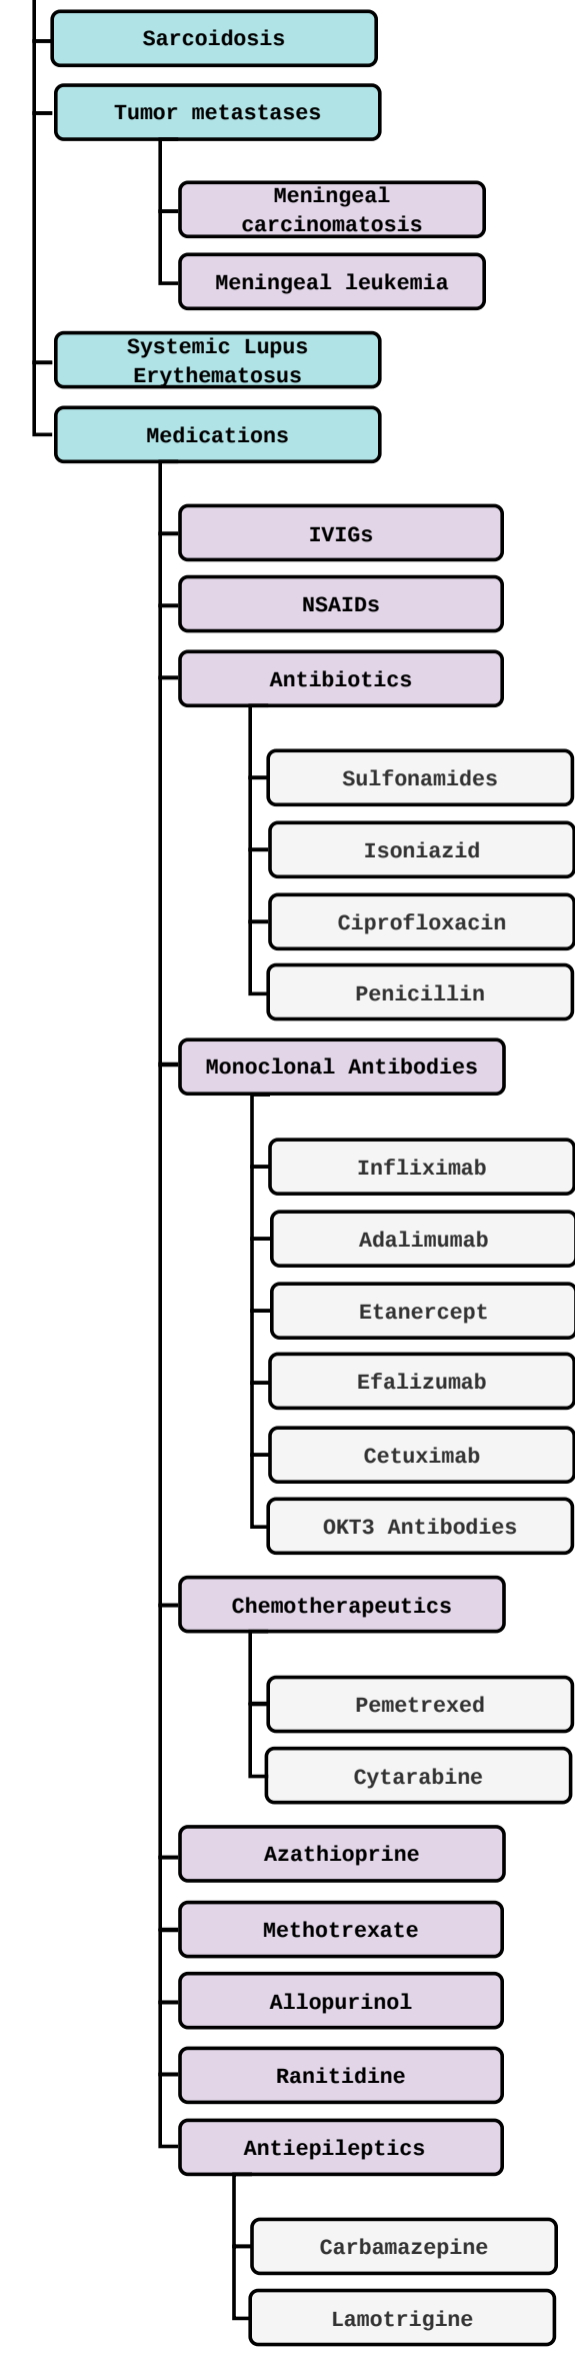 Sarcoidosis
Tumor metastases
Meningeal
carcinomatosis
Meningeal leukemia
Systemic Lupus
Erythematosus
Medications
IVIGs
NSAIDs
Antibiotics
Sulfonamides
Isoniazid
Ciprofloxacin
Penicillin
Monoclonal Antibodies
Infliximab
Adalimumab
Etanercept
Efalizumab
Cetuximab
OKT3 Antibodies
Chemotherapeutics
Pemetrexed
Cytarabine
Azathioprine
Methotrexate
Allopurinol
Ranitidine
Antiepileptics
Carbamazepine
Lamotrigine